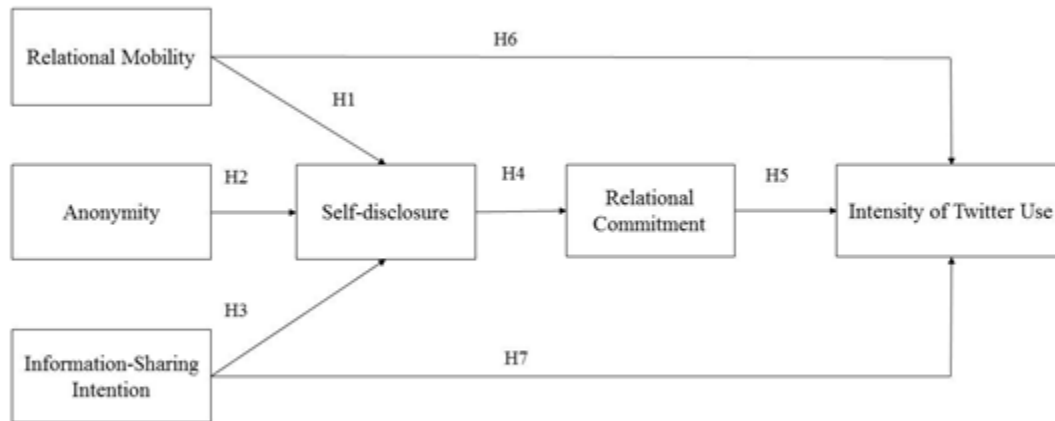 H6
Relational Mobility
H1
H2
H4
H5
Anonymity
Self-disclosure
Relational
Commitment
Intensity of Twitter Use
H3
Information-Sharing
Intention
H7